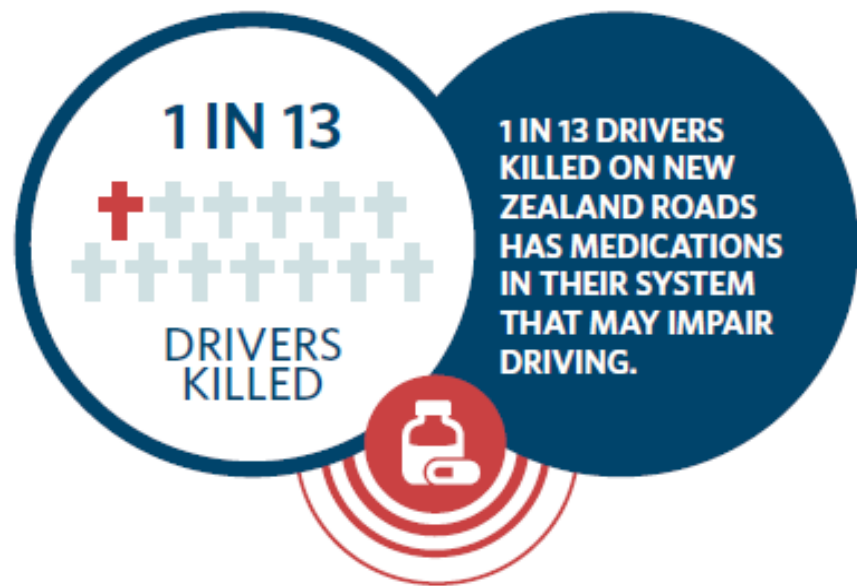 1 IN 13
DRIVERS
KILLED
1 IN 13 DRIVERS
KILLED ON NEW
ZEALAND ROADS
HAS MEDICATIONS
IN THEIR SYSTEM
THAT MAY IMPAIR
DRIVING.